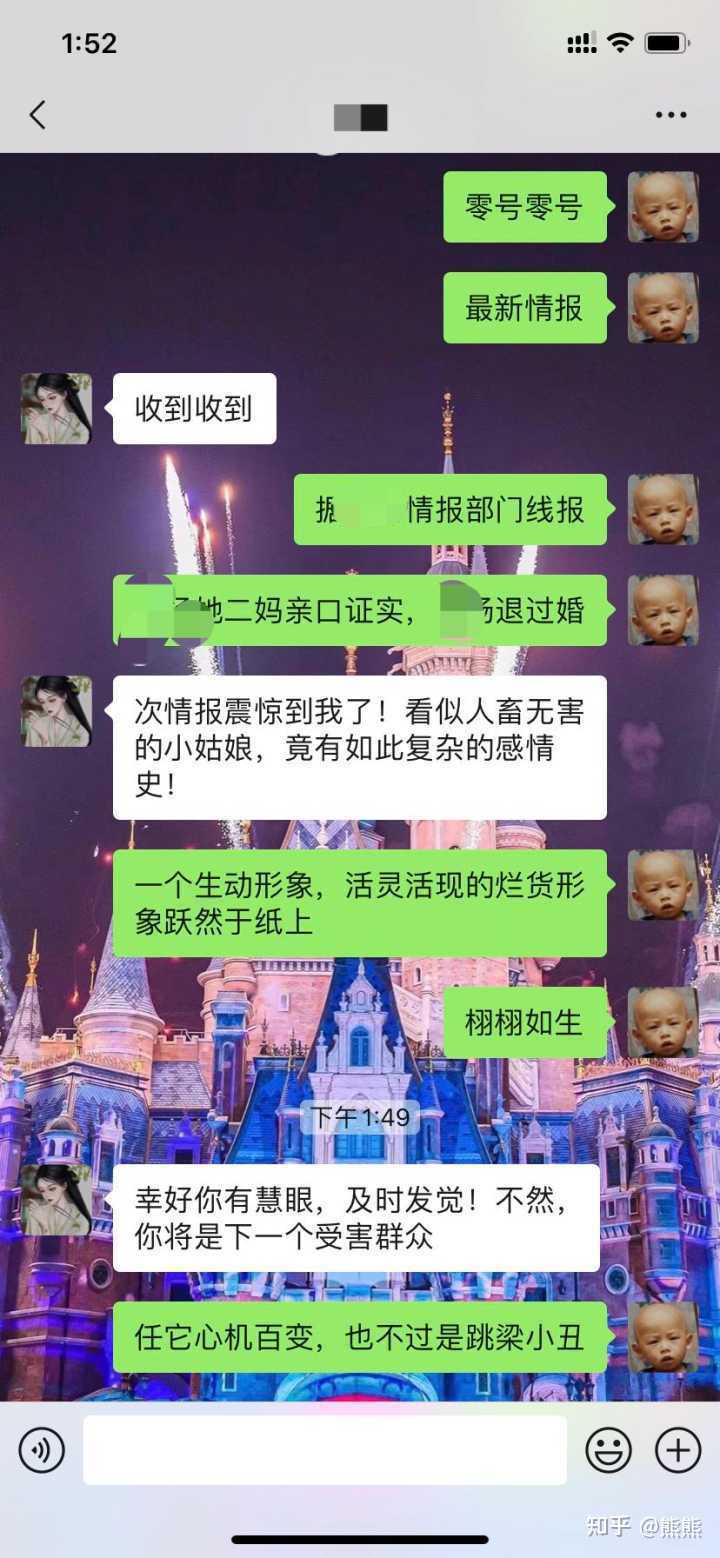 1:52
零号零号
最新情报
收到收到
情报部门线报
她二妈亲口证实，
退过婚
次情报震惊到我了！看似人畜无害
的小姑娘，竟有如此复杂的感情
史！
一个生动形象，活灵活现的烂货形
象跃然于纸上
栩栩如生
下午1:49
幸好你有慧眼，及时发觉！不然，
你将是下一个受害群众
任它心机百变，也不过是跳梁小丑
知乎 @熊熊